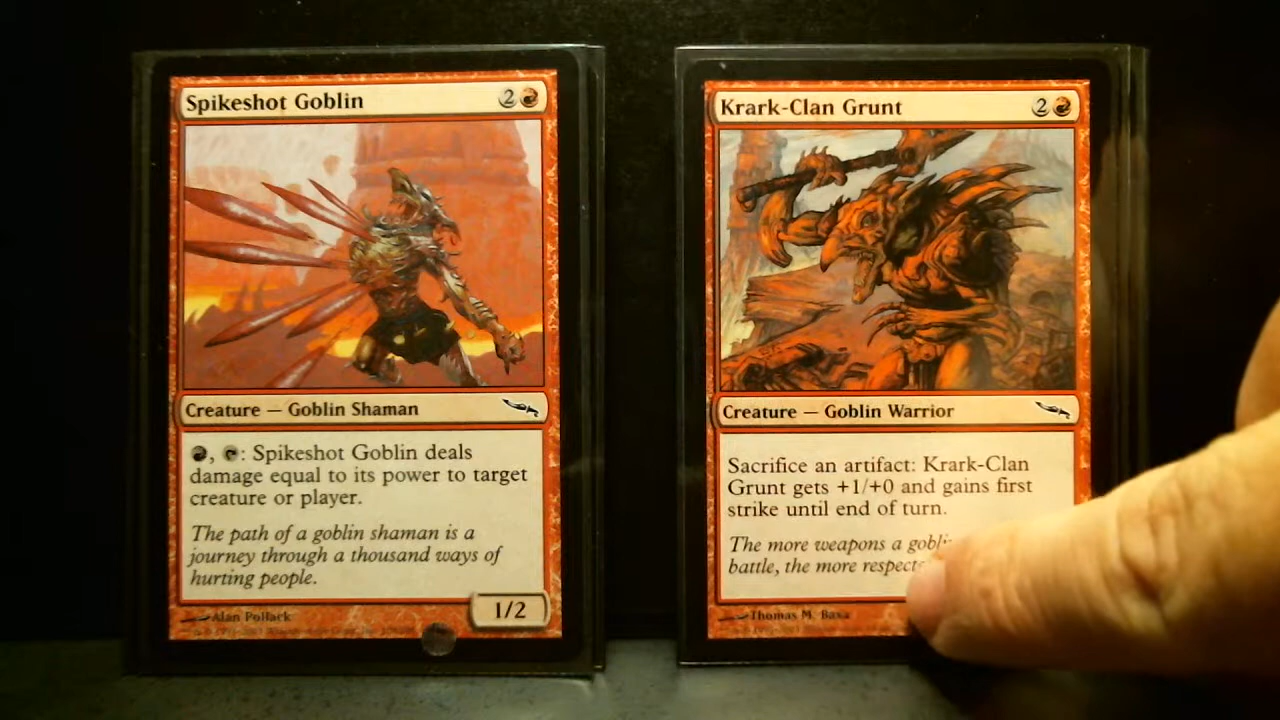 Spikeshot Goblin 2
Creature — Goblin Shaman
, : Spikeshot Goblin deals
damage equal to its power to target
creature or player.
The path of a goblin shaman is a
journey through a thousand ways of
hurting people.
1/2
Alan Pollack
Krark-Clan Grunt 2
Creature — Goblin Warrior
Sacrifice an artifact: Krark-Clan
Grunt gets +1/+0 and gains first
strike until end of turn.
The more weapons a
battle, the more
Thomas M. Baxa